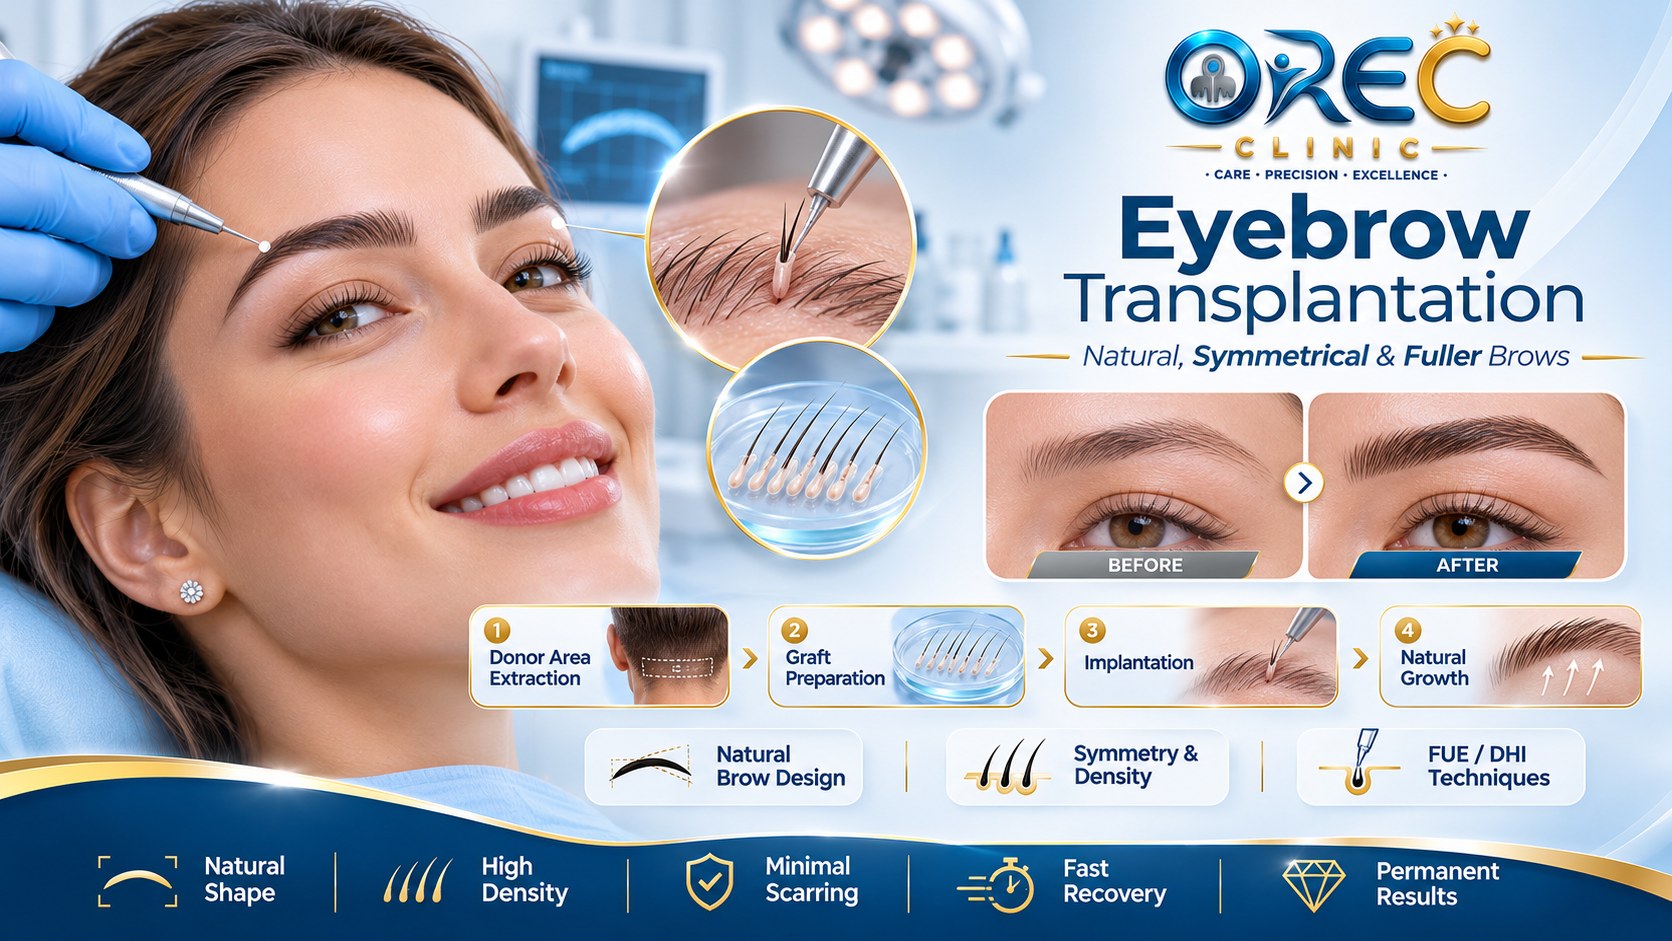 OREC
CLINIC
· CARE · PRECISION · EXCELLENCE ·
Eyebrow
Transplantation
Natural, Symmetrical & Fuller Brows
BEFORE
AFTER
1
Donor Area
Extraction
2
Graft
Preparation
3
Implantation
4
Natural
Growth
Natural
Brow Design
Symmetry &
Density
FUE / DHI
Techniques
Natural
Shape
High
Density
Minimal
Scarring
Fast
Recovery
Permanent
Results